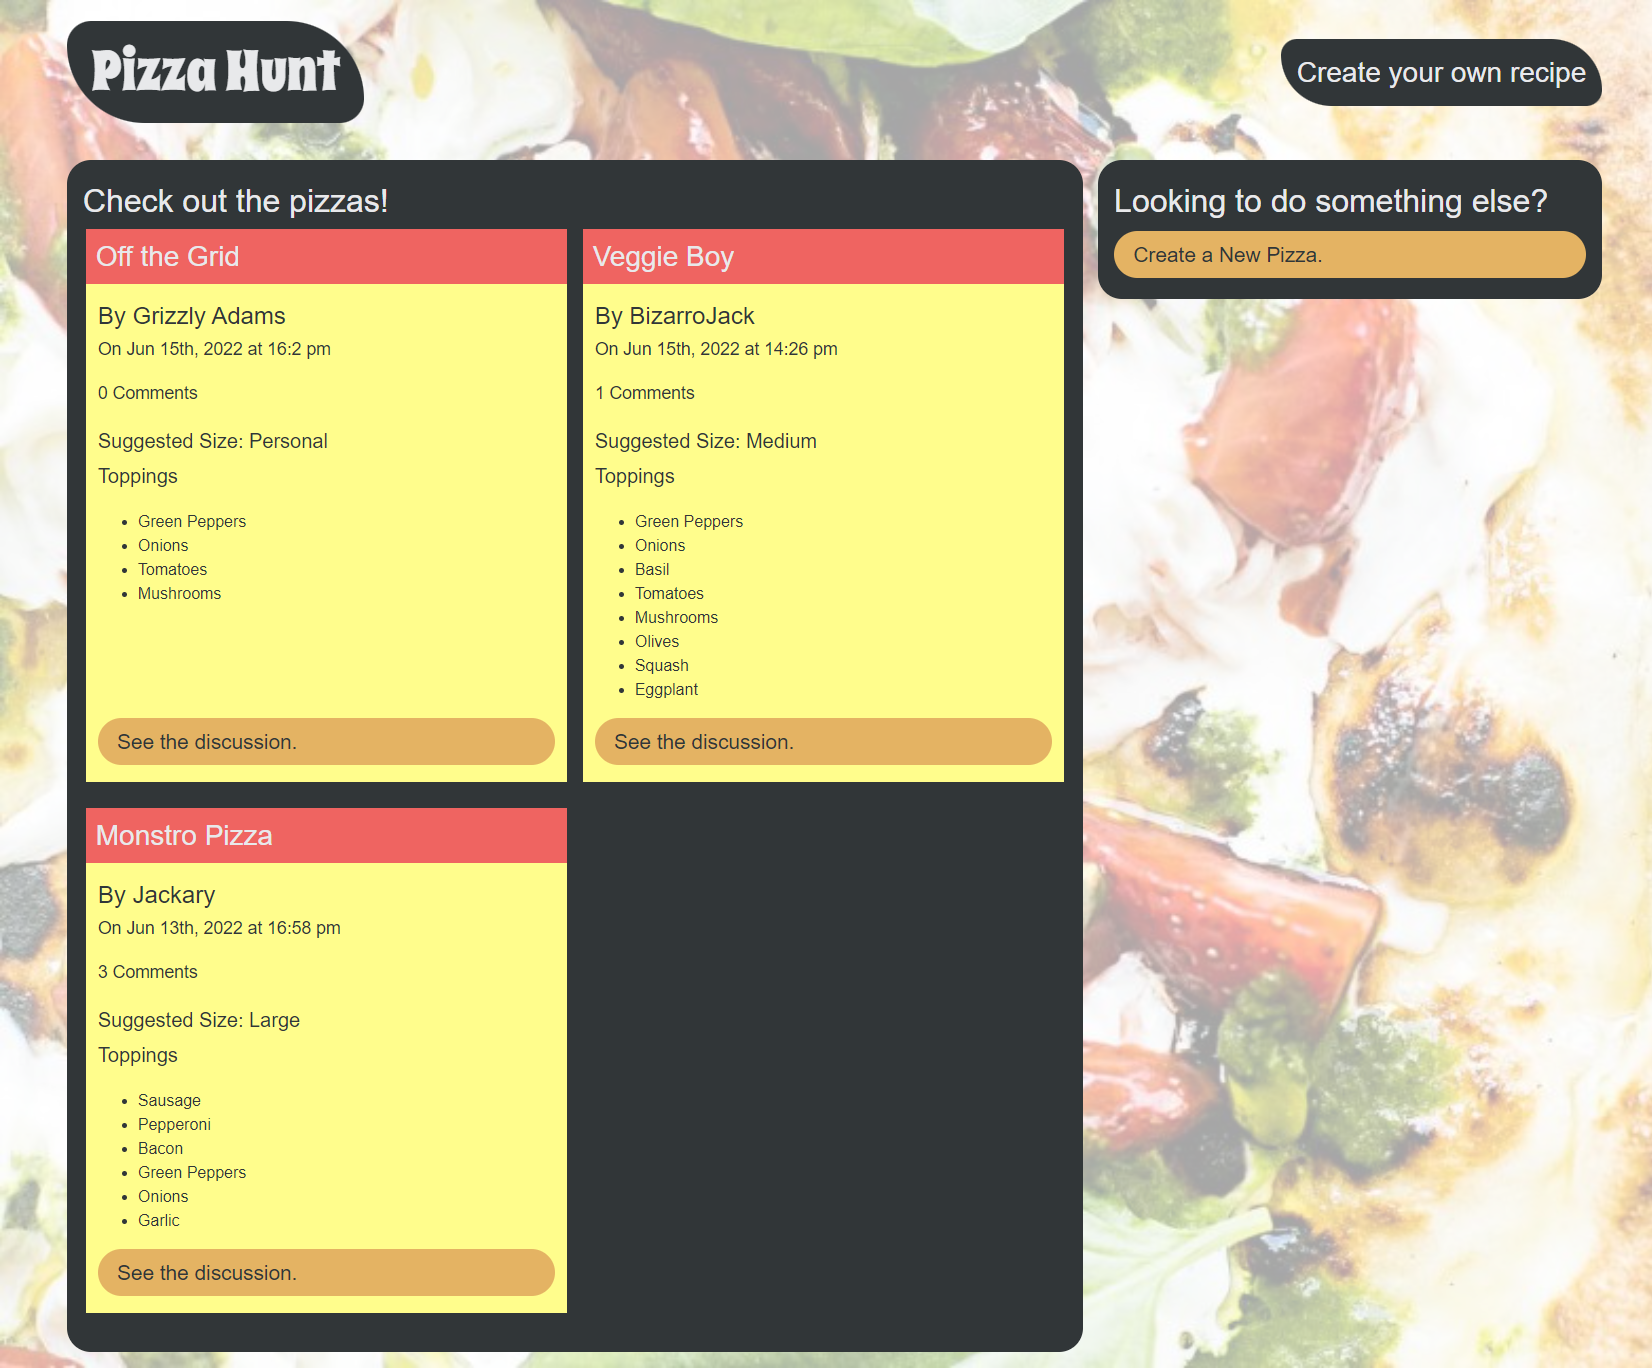 Pizza Hunt
Create your own recipe
Check out the pizzas!
Off the Grid
By Grizzly Adams
On Jun 15th, 2022 at 16:2 pm
0 Comments
Suggested Size: Personal
Toppings
Green Peppers
Onions
Tomatoes
Mushrooms
See the discussion.
Veggie Boy
By BizarroJack
On Jun 15th, 2022 at 14:26 pm
1 Comments
Suggested Size: Medium
Toppings
Green Peppers
Onions
Basil
Tomatoes
Mushrooms
Olives
Squash
Eggplant
See the discussion.
Monstro Pizza
By Jackary
On Jun 13th, 2022 at 16:58 pm
3 Comments
Suggested Size: Large
Toppings
Sausage
Pepperoni
Bacon
Green Peppers
Onions
Garlic
See the discussion.
Looking to do something else?
Create a New Pizza.